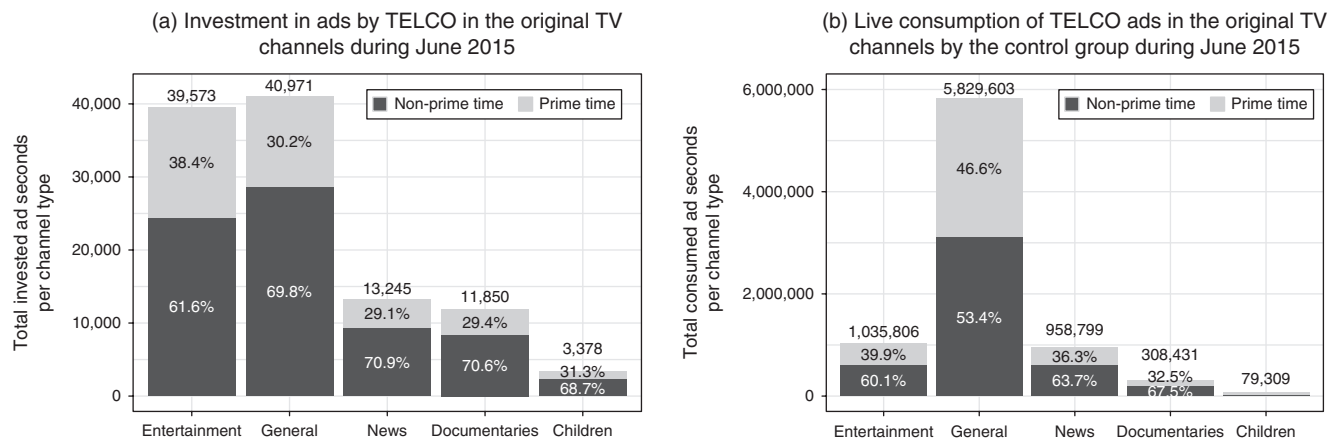 (a) Investment in ads by TELCO in the original TV
channels during June 2015
Total invested ad seconds
per channel type
40,000
30,000
20,000
10,000
0
Non-prime time
Prime time
39,573
38.4%
61.6%
40,971
30.2%
69.8%
13,245
29.1%
70.9%
11,850
29.4%
70.6%
3,378
31.3%
68.7%
Entertainment
General
News
Documentaries
Children
(b) Live consumption of TELCO ads in the original TV
channels by the control group during June 2015
Total consumed ad seconds
per channel type
6,000,000
4,000,000
2,000,000
0
Non-prime time
Prime time
1,035,806
39.9%
60.1%
5,829,603
46.6%
53.4%
958,799
36.3%
63.7%
308,431
32.5%
67.5%
79,309
Entertainment
General
News
Documentaries
Children